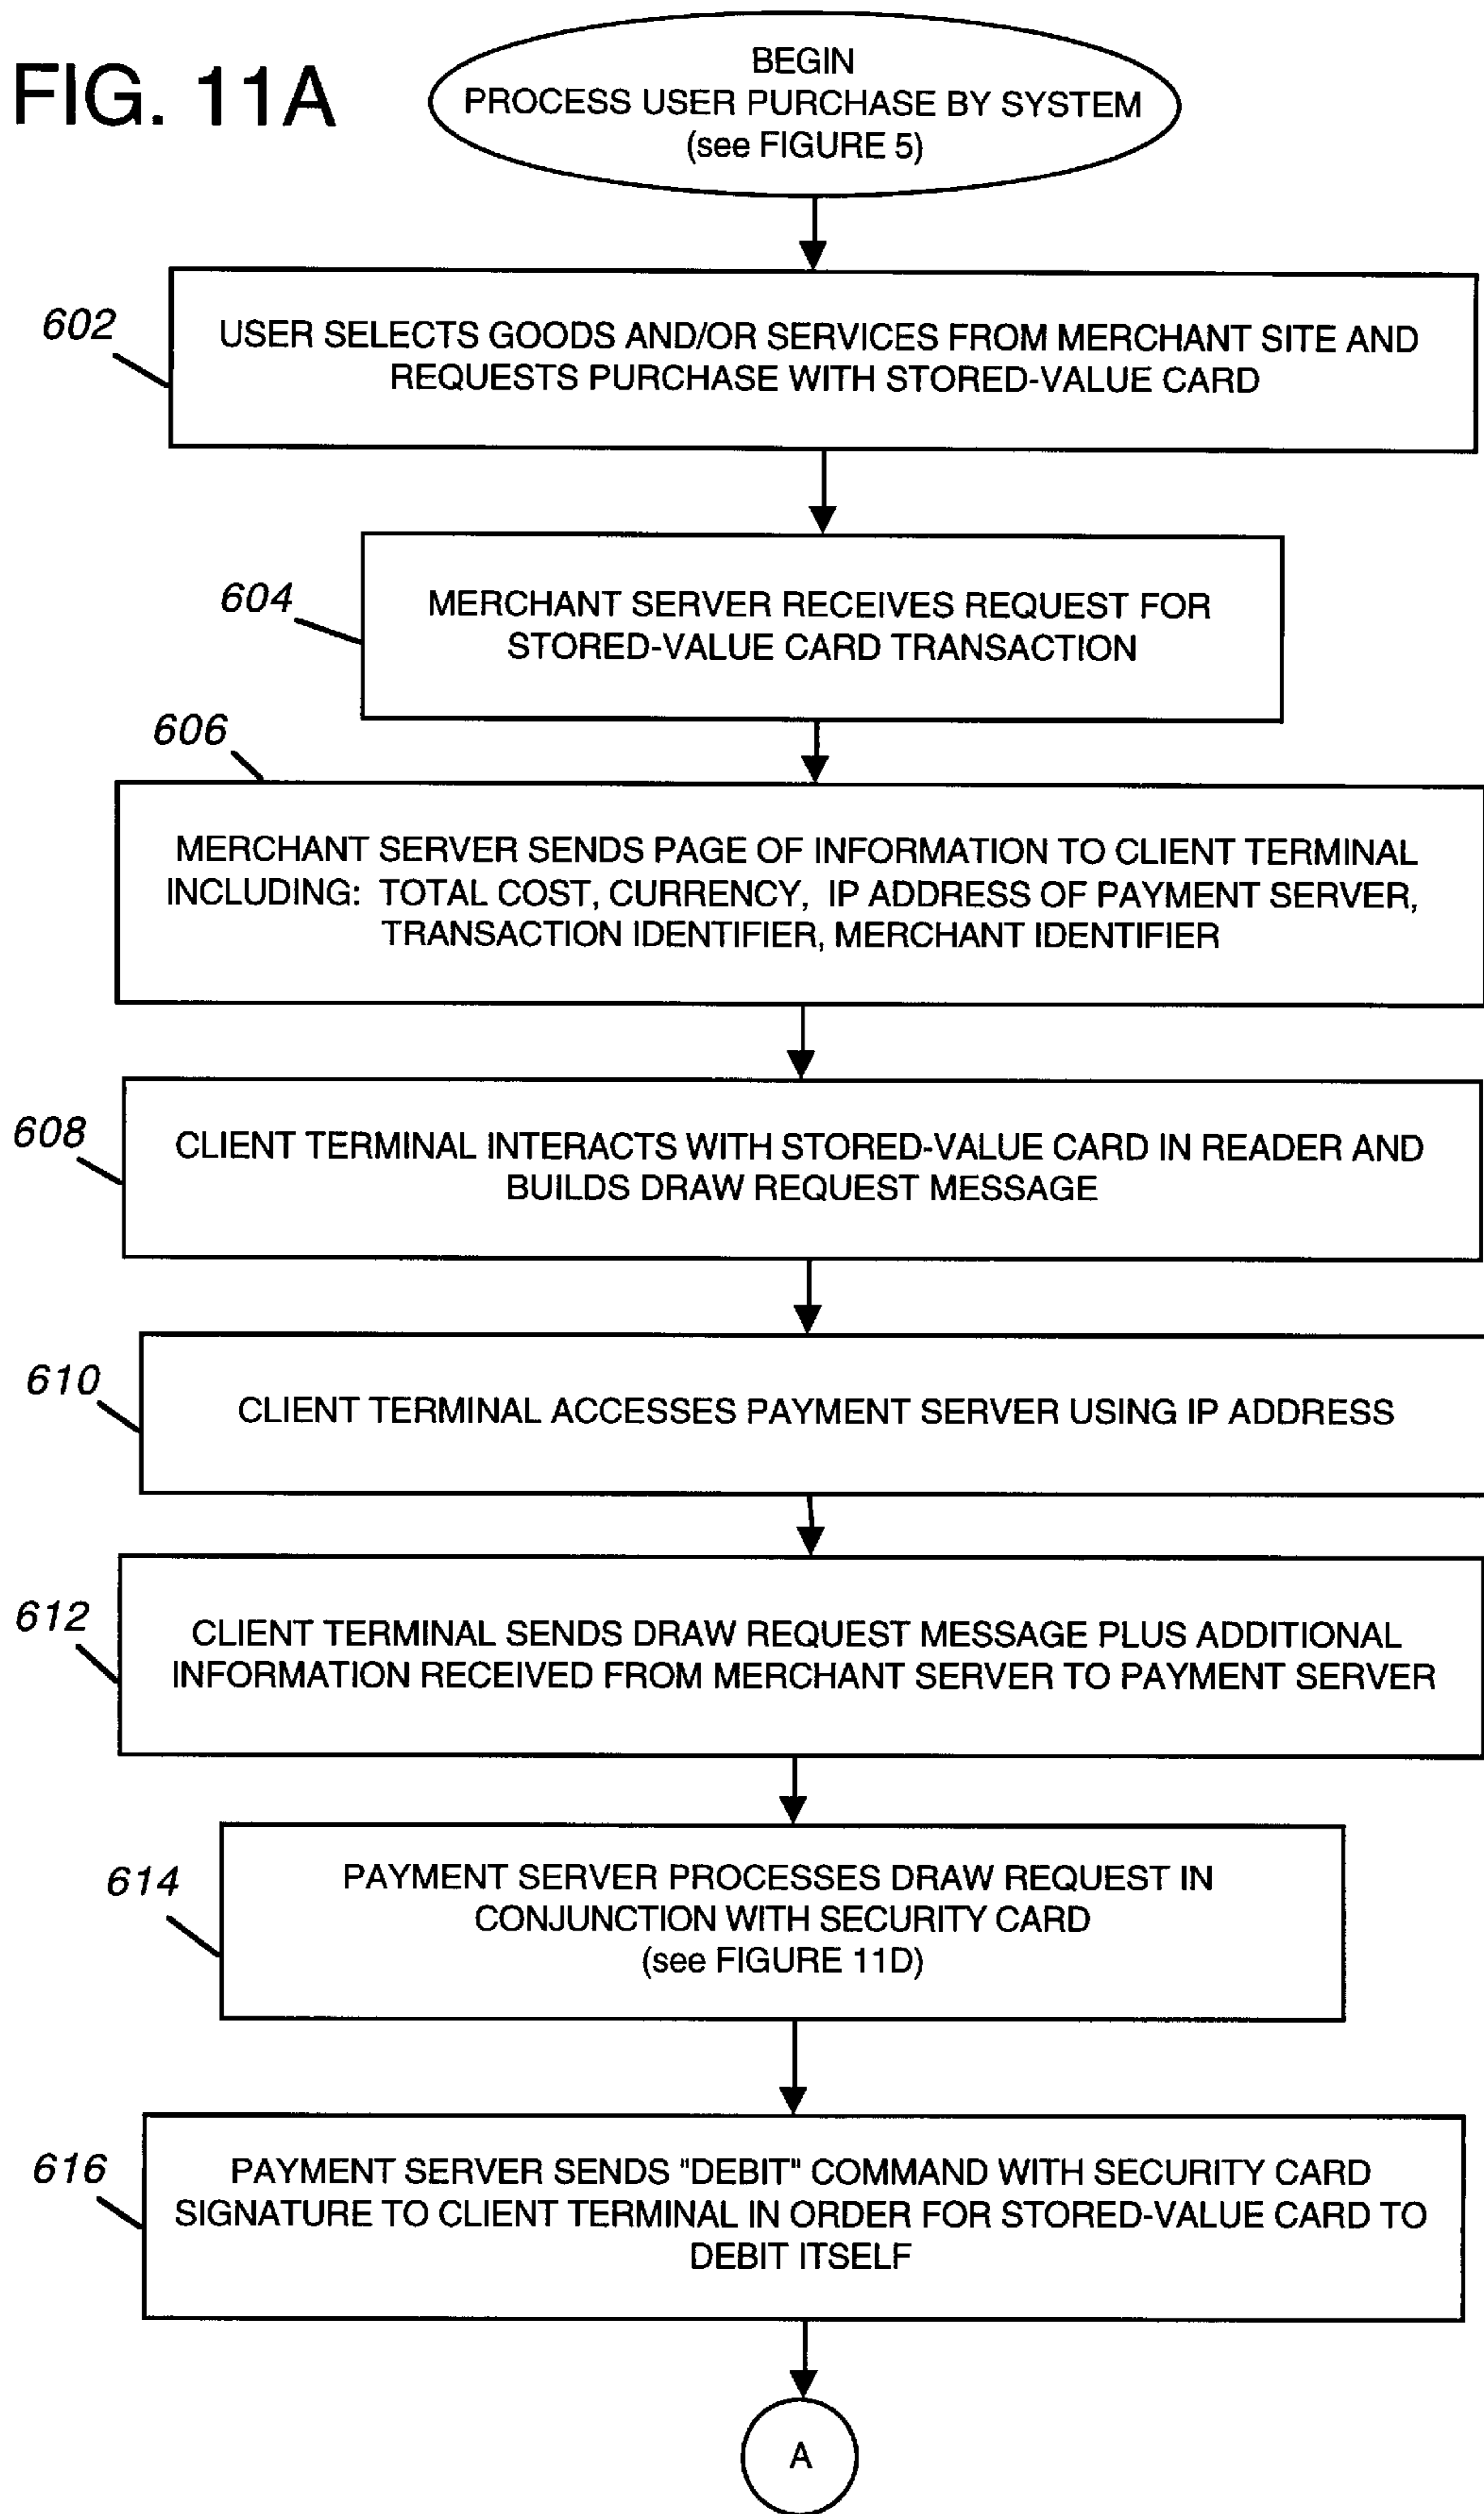 FIG. 11A
BEGIN
PROCESS USER PURCHASE BY SYSTEM
(see FIGURE 5)
602
USER SELECTS GOODS AND/OR SERVICES FROM MERCHANT SITE AND
REQUESTS PURCHASE WITH STORED-VALUE CARD
604
MERCHANT SERVER RECEIVES REQUEST FOR
STORED-VALUE CARD TRANSACTION
606
MERCHANT SERVER SENDS PAGE OF INFORMATION TO CLIENT TERMINAL
INCLUDING: TOTAL COST, CURRENCY, IP ADDRESS OF PAYMENT SERVER,
TRANSACTION IDENTIFIER, MERCHANT IDENTIFIER
608
CLIENT TERMINAL INTERACTS WITH STORED-VALUE CARD IN READER AND
BUILDS DRAW REQUEST MESSAGE
610
CLIENT TERMINAL ACCESSES PAYMENT SERVER USING IP ADDRESS
612
CLIENT TERMINAL SENDS DRAW REQUEST MESSAGE PLUS ADDITIONAL
INFORMATION RECEIVED FROM MERCHANT SERVER TO PAYMENT SERVER
614
PAYMENT SERVER PROCESSES DRAW REQUEST IN
CONJUNCTION WITH SECURITY CARD
(see FIGURE 11D)
616
PAYMENT SERVER SENDS "DEBIT" COMMAND WITH SECURITY CARD
SIGNATURE TO CLIENT TERMINAL IN ORDER FOR STORED-VALUE CARD TO
DEBIT ITSELF
A